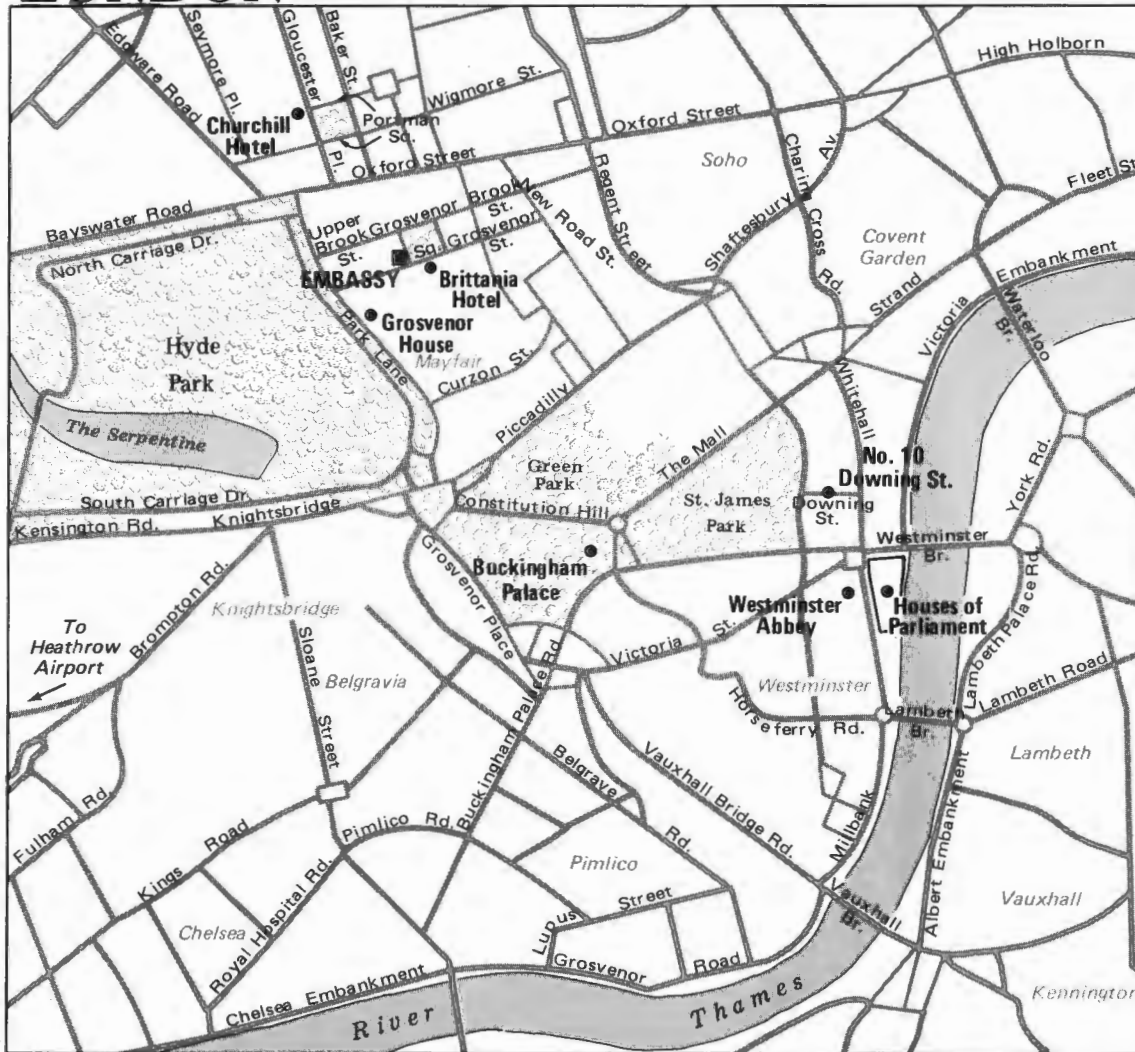 LONDON
Edgware Road
Seymore Pl.
Gloucester
Pl.
Baker St.
Wigmore St.
Portman
Sq.
Churchill
Hotel
Oxford Street
Oxford Street
High Holborn
Soho
Charing
Cross
Rd.
Shaftesbury
Av.
Fleet St
Regent Street
New Road St.
Bayswater Road
North Carriage Dr.
Upper
Brook
St.
Grosvenor
Sq.
Brook
St.
Grosvenor
St.
EMBASSY
Brittania
Hotel
Grosvenor
House
Mayfair
Curzon St.
Park Lane
Hyde
Park
The Serpentine
Covent
Garden
Strand
Victoria
Embankment
Waterloo
Br.
Whitehall
Piccadilly
Green
Park
The Mall
St. James
Park
No. 10
Downing St.
Downing
St.
York Rd.
South Carriage Dr.
Kensington Rd.
Knightsbridge
Constitution Hill
Westminster
Br.
Buckingham
Palace
Westminster
Abbey
Houses of
Parliament
Lambeth Palace Rd.
Grosvenor Place
Brompton Rd.
Knightsbridge
To
Heathrow
Airport
Sloane
Street
Belgravia
Victoria
St.
Westminster
Horseferry Rd.
Lambeth
Br.
Lambeth Road
Lambeth
Buckingham Palace Rd
Belgrave
Rd.
Vauxhall Bridge Rd.
Millbank
Albert Embankment
Fulham Rd.
Kings
Road
Pimlico Rd.
Pimlico
Royal Hospital Rd.
Chelsea
Lupus
Street
Vauxhall
Br.
Vauxhall
Grosvenor
Road
Chelsea Embankment
River
Thames
Kennington